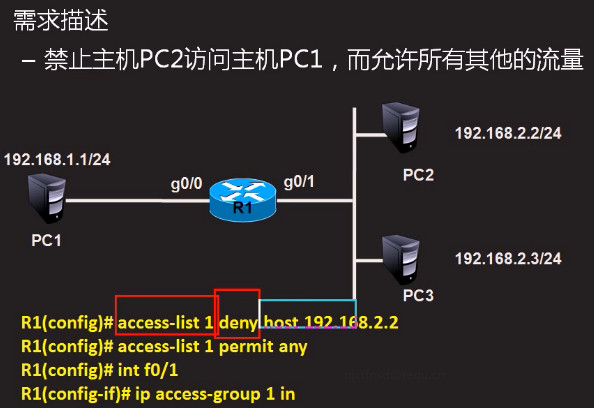 需求描述
– 禁止主机PC2访问主机PC1，而允许所有其他的流量
192.168.1.1/24
g0/0
g0/1
192.168.2.2/24
PC2
R1
PC1
192.168.2.3/24
PC3
R1(config)# access-list 1 deny host 192.168.2.2
R1(config)# access-list 1 permit any
R1(config)# int f0/1
R1(config-if)# ip access-group 1 in